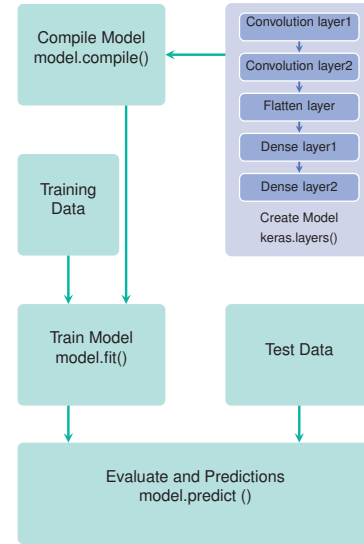 Compile Model
model.compile()
Convolution layer1
Convolution layer2
Flatten layer
Dense layer1
Dense layer2
Create Model
keras.layers()
Training
Data
Train Model
model.fit()
Test Data
Evaluate and Predictions
model.predict ()